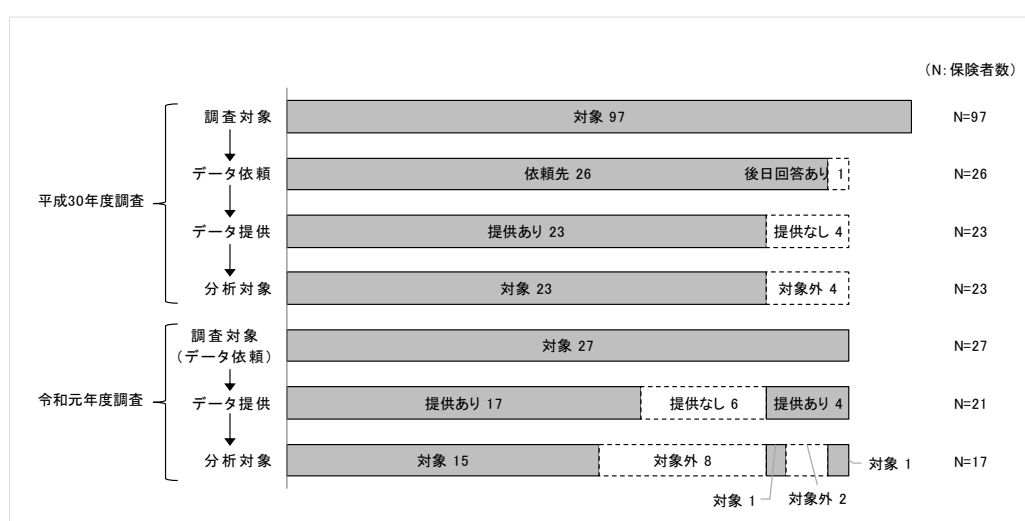 （N：保険者数）
調査対象
対象 97
N=97
データ依頼
依頼先 26
後日回答あり
1
N=26
平成30年度調査
データ提供
提供あり 23
提供なし 4
N=23
分析対象
対象 23
対象外 4
N=23
調査対象
（データ依頼）
対象 27
N=27
令和元年度調査
データ提供
提供あり 17
提供なし 6
提供あり 4
N=21
分析対象
対象 15
対象外 8
対象 1
N=17
対象 1
対象外 2